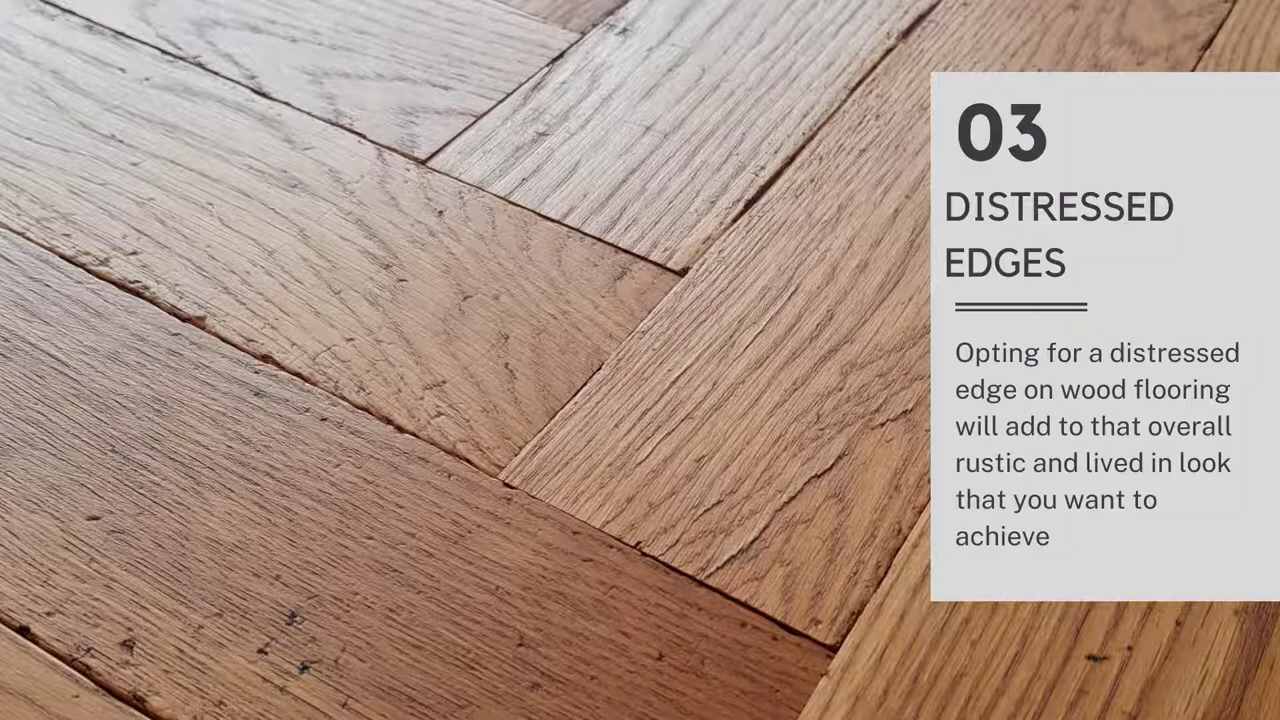 03
DISTRESSED
EDGES
Opting for a distressed
edge on wood flooring
will add to that overall
rustic and lived in look
that you want to
achieve